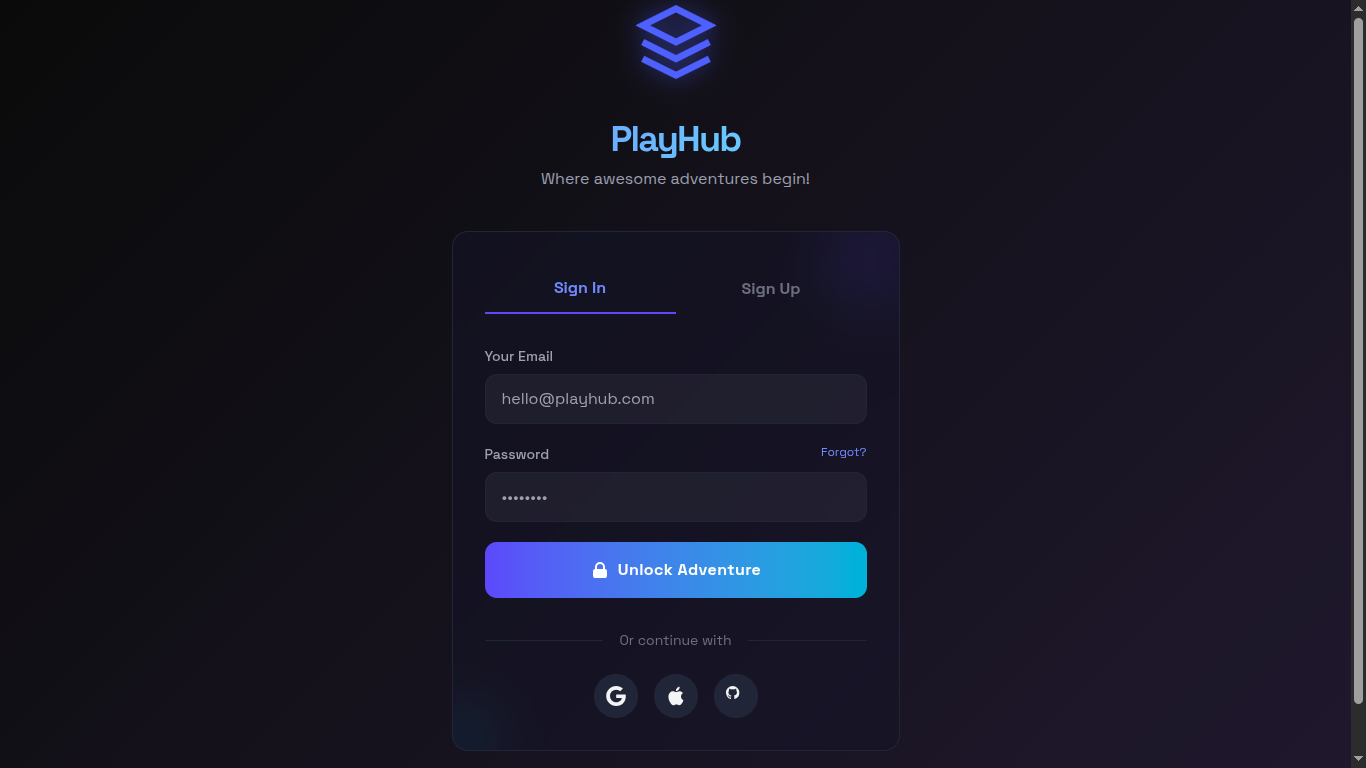 PlayHub
Where awesome adventures begin!
Sign In
Sign Up
Your Email
hello@playhub.com
Password
Forgot?
••••••••
Unlock Adventure
Or continue with